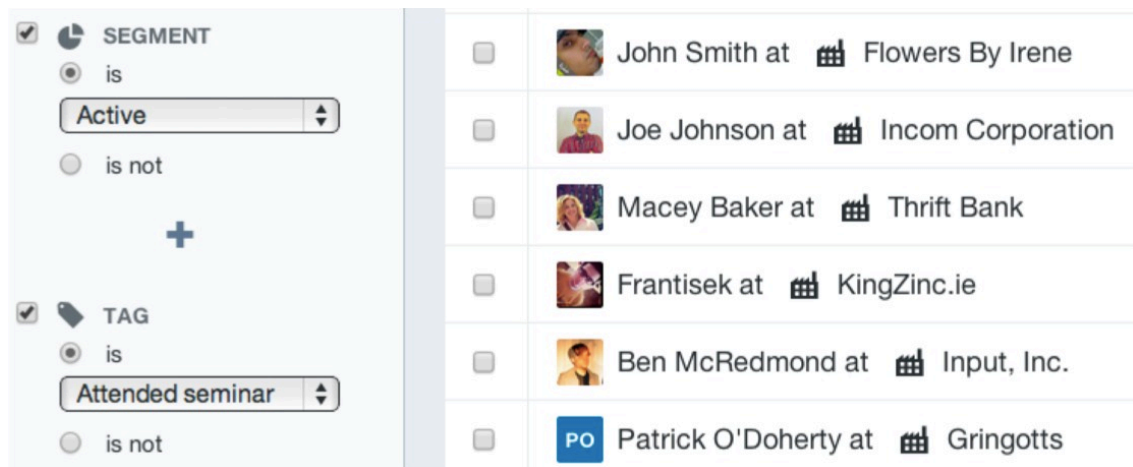 SEGMENT
is
Active
is not
TAG
is
Attended seminar
is not
John Smith at Flowers By Irene
Joe Johnson at Incom Corporation
Macey Baker at Thrift Bank
Frantisek at KingZinc.ie
Ben McRedmond at Input, Inc.
PO Patrick O'Doherty at Gringotts